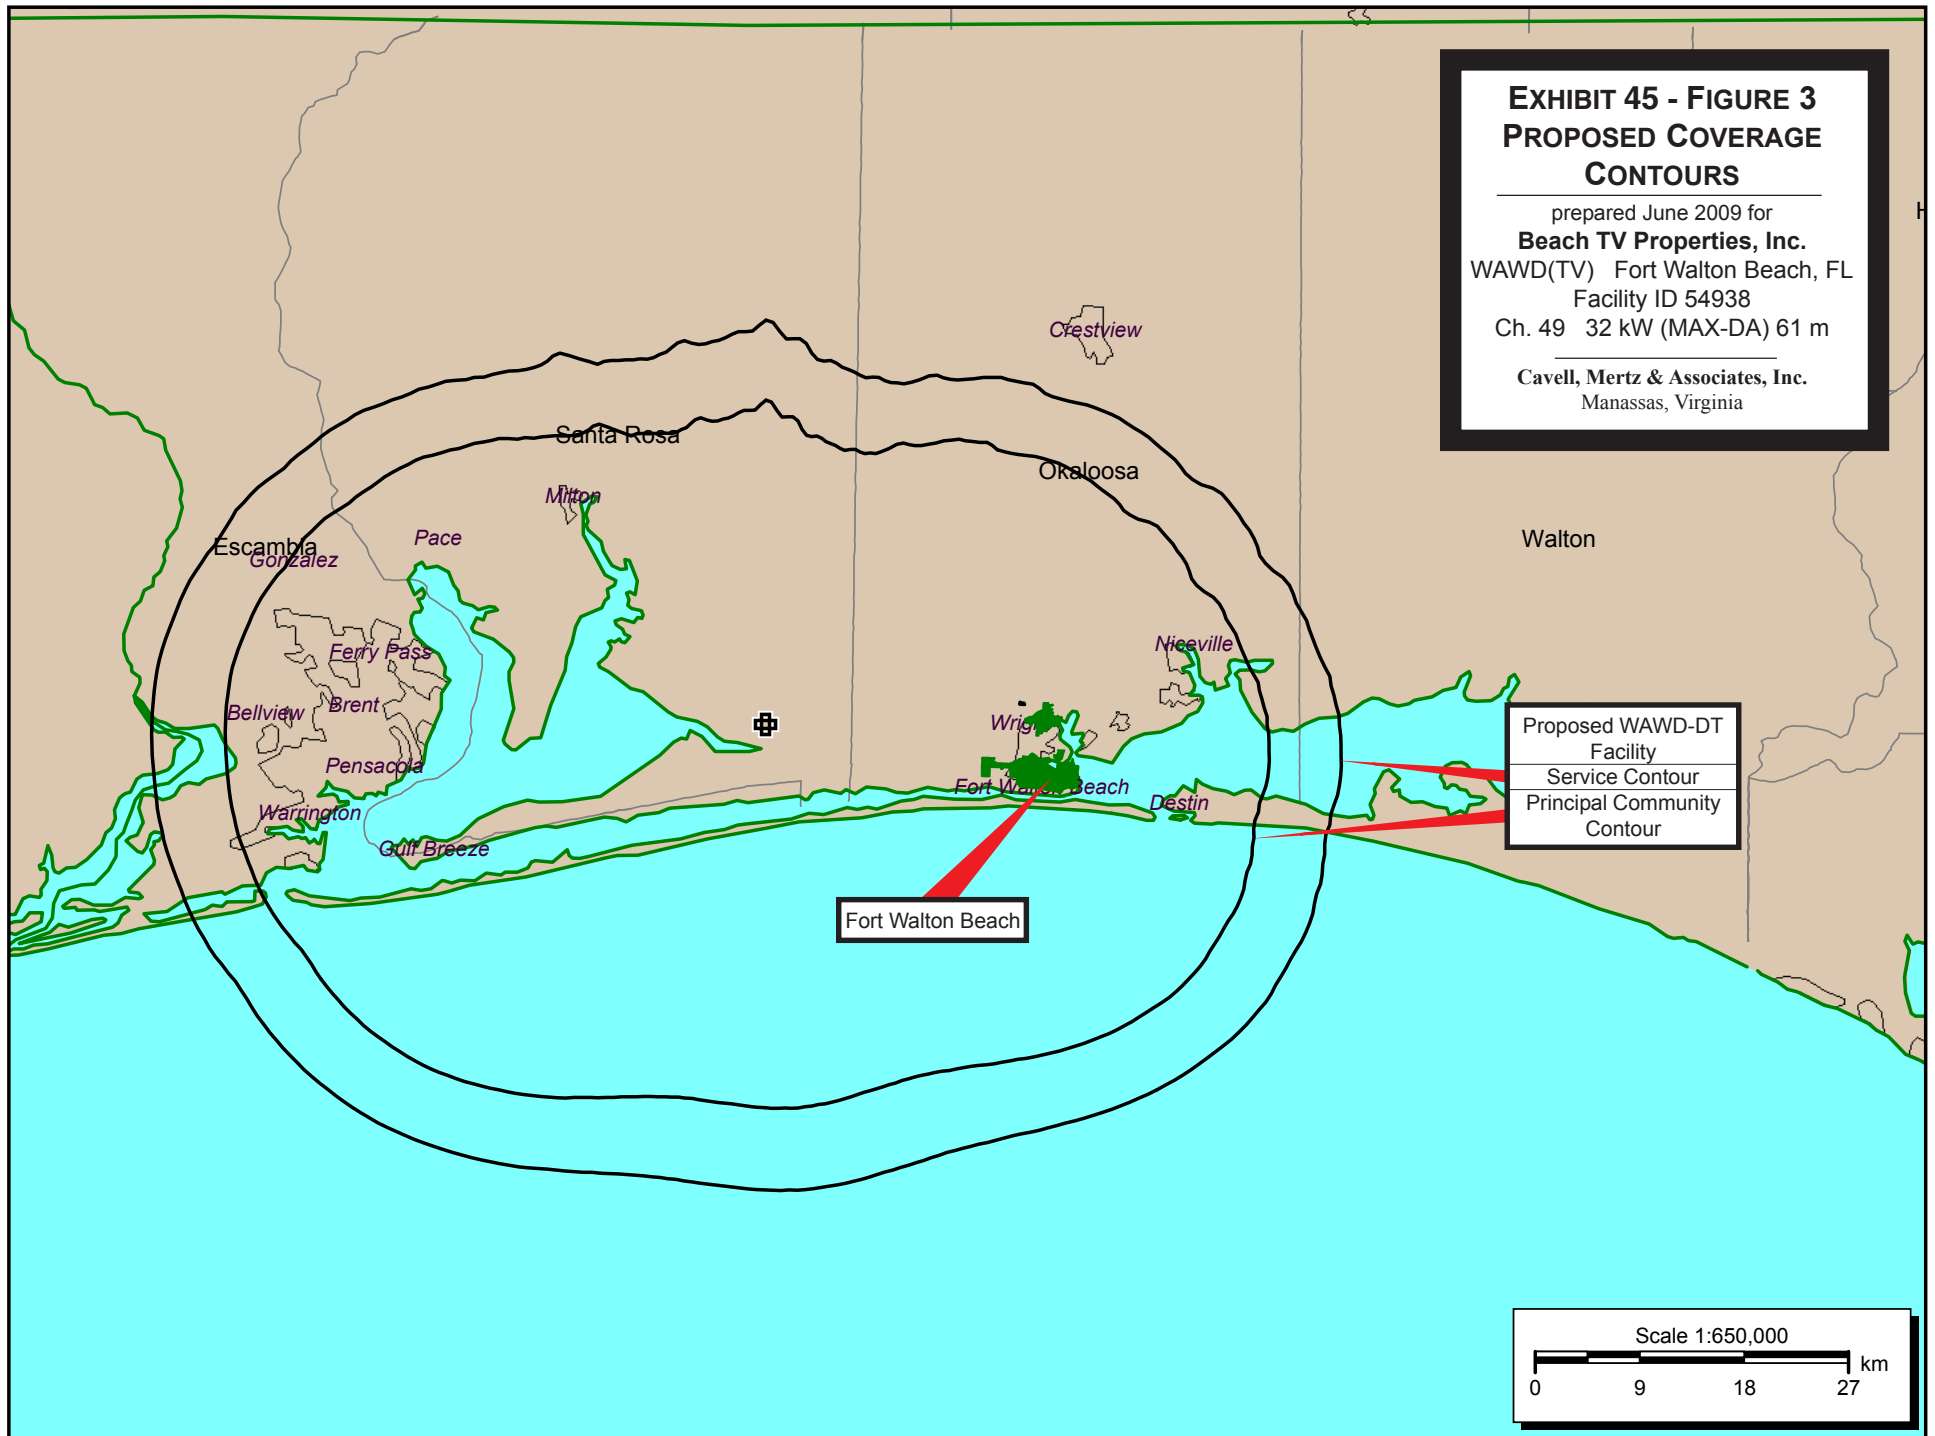 EXHIBIT 45 - FIGURE 3
PROPOSED COVERAGE
CONTOURS
prepared June 2009 for
Beach TV Properties, Inc.
WAWD(TV) Fort Walton Beach, FL
Facility ID 54938
Ch. 49 32 kW (MAX-DA) 61 m
Cavell, Mertz & Associates, Inc.
Manassas, Virginia
Crestview
Santa Rosa
Okaloosa
Milton
Pace
Escambia
Gonzalez
Walton
Ferry Pass
Niceville
Brent
Bellview
Pensacola
Fort Walton Beach
Destin
Warrington
Gulf Breeze
Proposed WAWD-DT
Facility
Service Contour
Principal Community
Contour
Fort Walton Beach
Scale 1:650,000
km
0 9 18 27